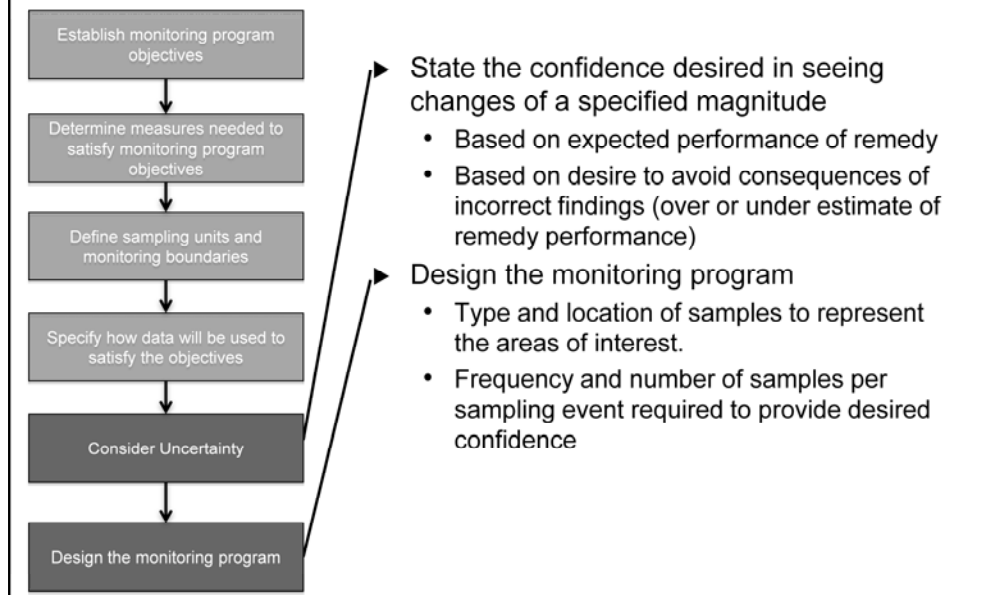 Establish monitoring program
objectives
Determine measures needed to
satisfy monitoring program
objectives
Define sampling units and
monitoring boundaries
Specify how data will be used to
satisfy the objectives
Consider Uncertainty
Design the monitoring program
► State the confidence desired in seeing
changes of a specified magnitude
• Based on expected performance of remedy
• Based on desire to avoid consequences of
incorrect findings (over or under estimate of
remedy performance)
► Design the monitoring program
• Type and location of samples to represent
the areas of interest.
• Frequency and number of samples per
sampling event required to provide desired
confidence